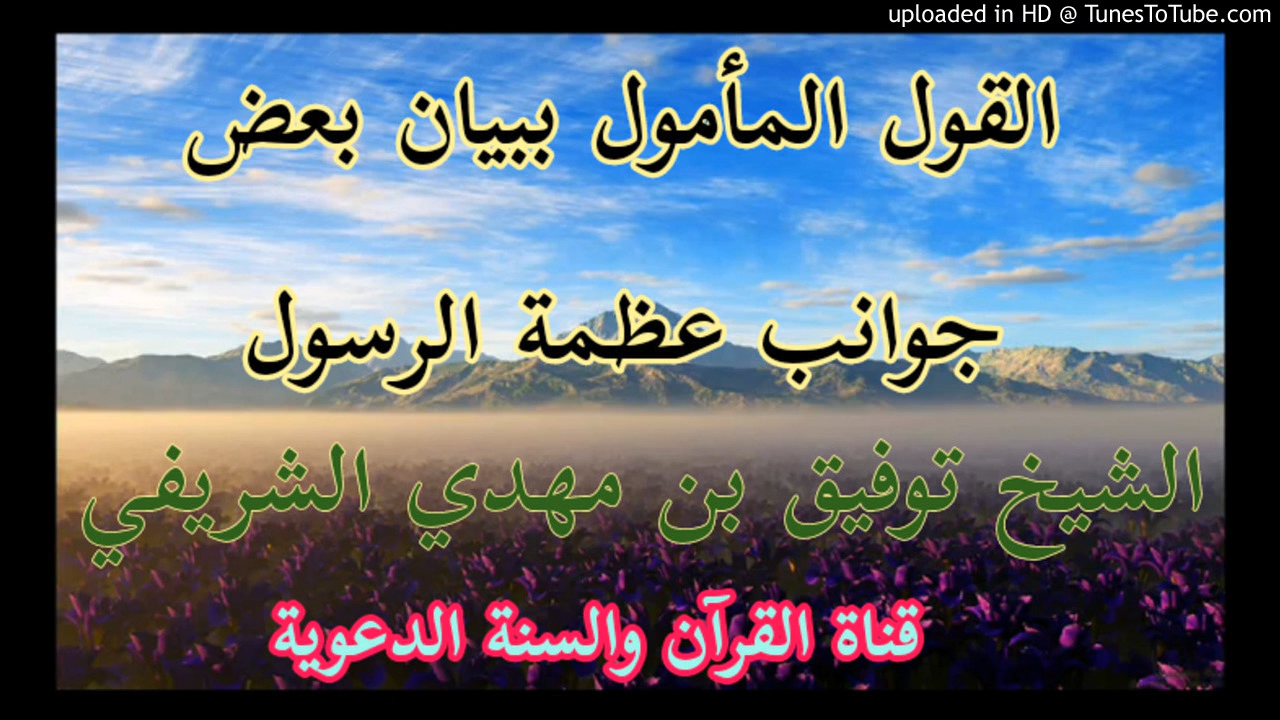 uploaded in HD @ TunesToTube.com
القول المأمول ببيان بعض
جوانب عظمة الرسول
الشيخ توفيق بن مهدي الشريفي
قناة القرآن والسنة الدعوية